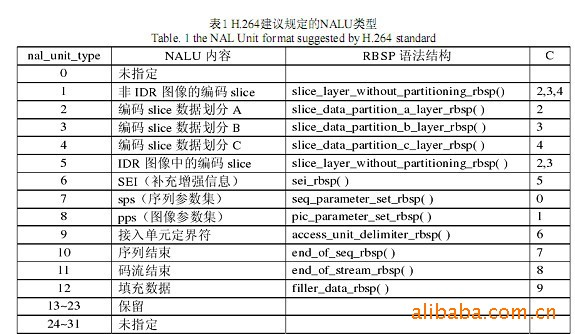 表1 H.264建议规定的NALU类型
Table. 1 the NAL Unit format suggested by H.264 standard
nal_unit_type NALU 内容 RBSP 语法结构 C
0 未指定
1 非 IDR 图像的编码 slice slice_layer_without_partitioning_rbsp() 2,3,4
2 编码 slice 数据划分 A slice_data_partition_a_layer_rbsp( ) 2
3 编码 slice 数据划分 B slice_data_partition_b_layer_rbsp( ) 3
4 编码 slice 数据划分 C slice_data_partition_c_layer_rbsp( ) 4
5 IDR 图像中的编码 slice slice_layer_without_partitioning_rbsp( ) 2,3
6 SEI（补充增强信息） sei_rbsp( ) 5
7 sps（序列参数集） seq_parameter_set_rbsp( ) 0
8 pps（图像参数集） pic_parameter_set_rbsp( ) 1
9 接入单元定界符 access_unit_delimiter_rbsp( ) 6
10 序列结束 end_of_seq_rbsp( ) 7
11 码流结束 end_of_stream_rbsp( ) 8
12 填充数据 filler_data_rbsp( ) 9
13~23 保留
24~31 未指定
alibaba.com.cn